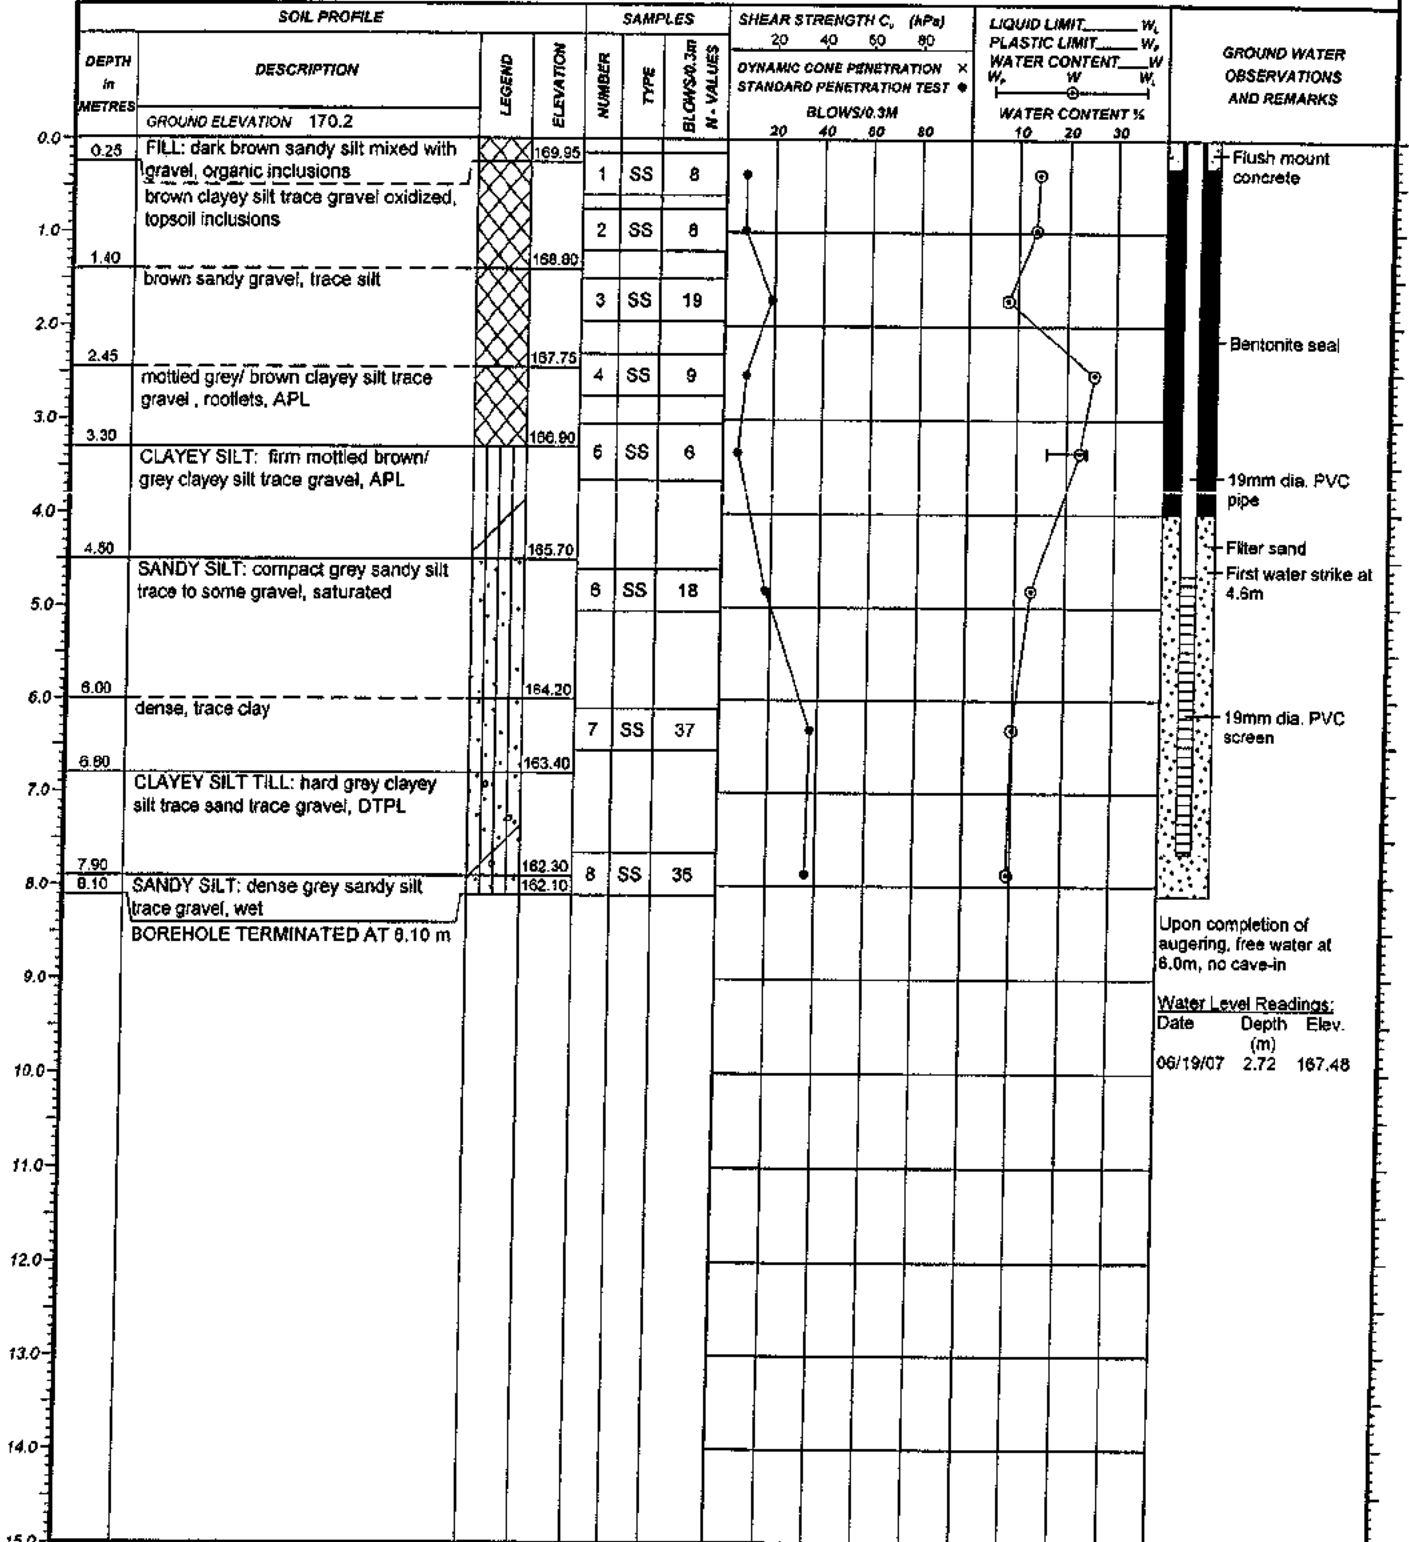 SOIL PROFILE
SAMPLES
SHEAR STRENGTH Cᵤ (kPa)
20 40 60 80
DYNAMIC CONE PENETRATION ×
STANDARD PENETRATION TEST ●
BLOWS/0.3M
20 40 60 80
LIQUID LIMIT____ W_L
PLASTIC LIMIT____ W_P
WATER CONTENT__ W
W_P W W_L
WATER CONTENT %
10 20 30
GROUND WATER
OBSERVATIONS
AND REMARKS
DEPTH
in
METRES
DESCRIPTION
LEGEND
ELEVATION
NUMBER
TYPE
BLOWS/0.3m
N - VALUES
GROUND ELEVATION 170.2
0.0
0.25
FILL: dark brown sandy silt mixed with
gravel, organic inclusions
169.95
1 SS 8
Flush mount
concrete
brown clayey silt trace gravel oxidized,
topsoil inclusions
1.0
2 SS 8
1.40
168.80
brown sandy gravel, trace silt
3 SS 19
2.0
Bentonite seal
2.45
167.75
mottled grey/ brown clayey silt trace
gravel , rootlets, APL
4 SS 9
3.0
3.30
166.90
CLAYEY SILT: firm mottled brown/
grey clayey silt trace gravel, APL
5 SS 6
19mm dia. PVC
pipe
4.0
4.50
165.70
Filter sand
SANDY SILT: compact grey sandy silt
trace to some gravel, saturated
6 SS 18
First water strike at
4.6m
5.0
6.0
6.00
164.20
dense, trace clay
7 SS 37
19mm dia. PVC
screen
6.80
163.40
7.0
CLAYEY SILT TILL: hard grey clayey
silt trace sand trace gravel, DTPL
7.90
162.30
8 SS 36
8.0
8.10
162.10
SANDY SILT: dense grey sandy silt
trace gravel, wet
BOREHOLE TERMINATED AT 8.10 m
Upon completion of
augering, free water at
6.0m, no cave-in
9.0
Water Level Readings:
Date Depth Elev.
(m)
06/19/07 2.72 167.48
10.0
11.0
12.0
13.0
14.0
15.0